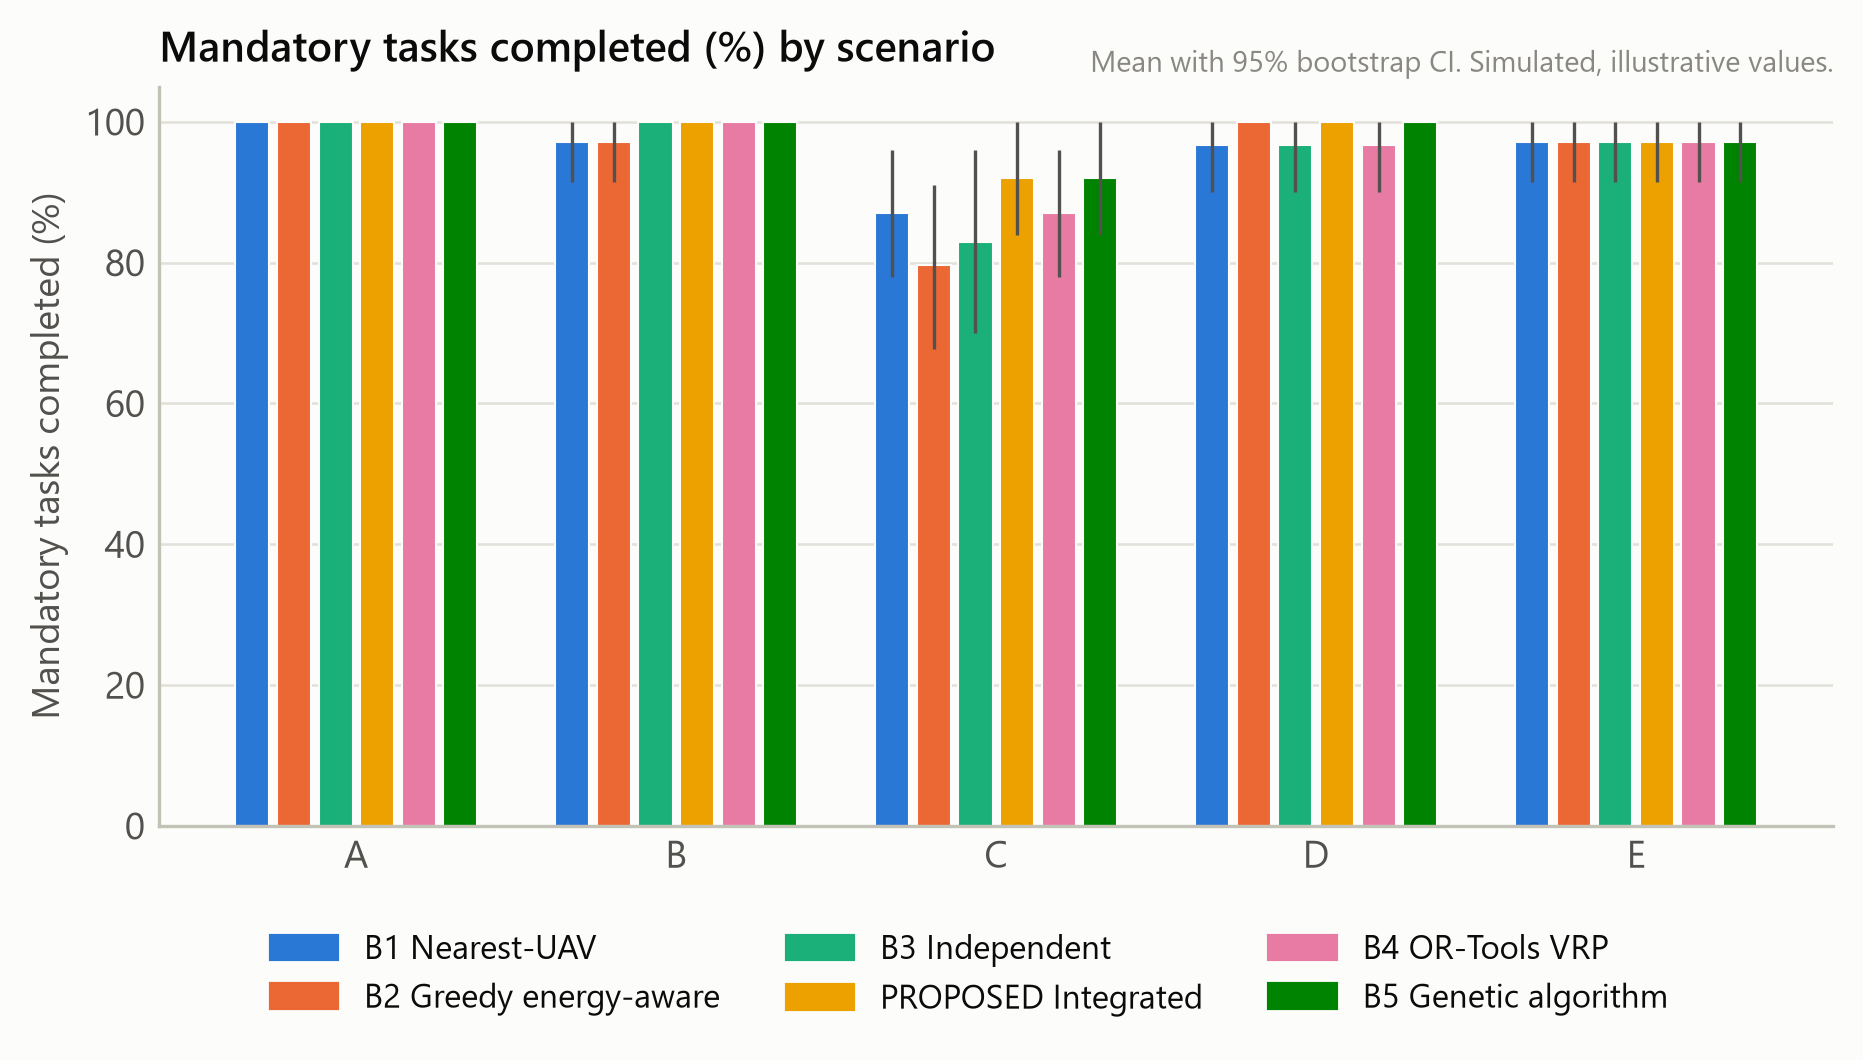 Mandatory tasks completed (%) by scenario
Mean with 95% bootstrap CI. Simulated, illustrative values.
Mandatory tasks completed (%)
100
80
60
40
20
0
A B C D E
B1 Nearest-UAV
B2 Greedy energy-aware
B3 Independent
PROPOSED Integrated
B4 OR-Tools VRP
B5 Genetic algorithm